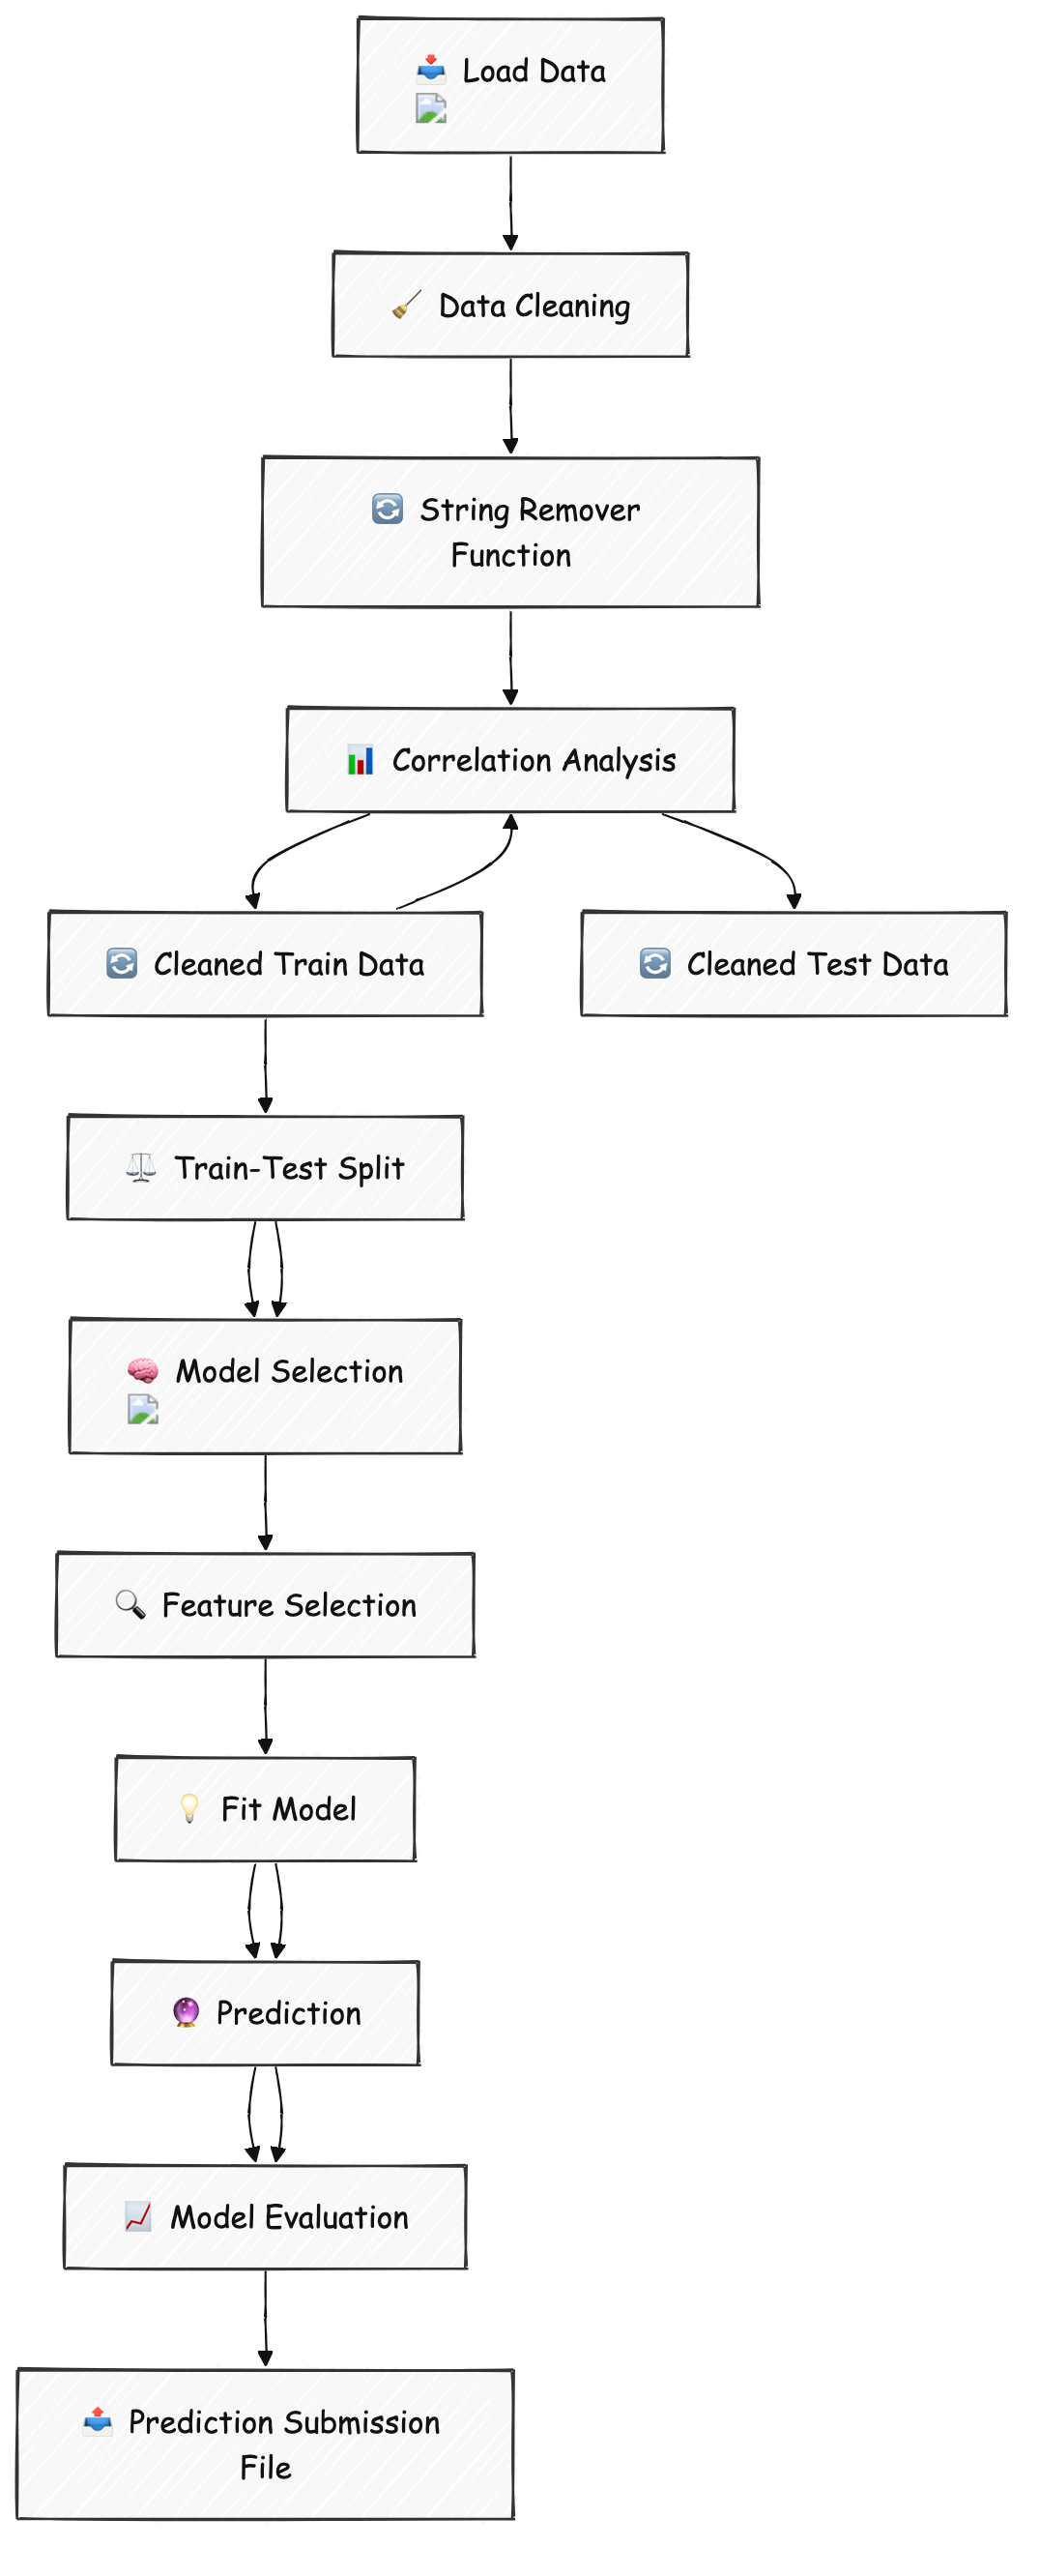 Load Data
Data Cleaning
String Remover
Function
Correlation Analysis
Cleaned Train Data
Cleaned Test Data
Train-Test Split
Model Selection
Feature Selection
Fit Model
Prediction
Model Evaluation
Prediction Submission
File